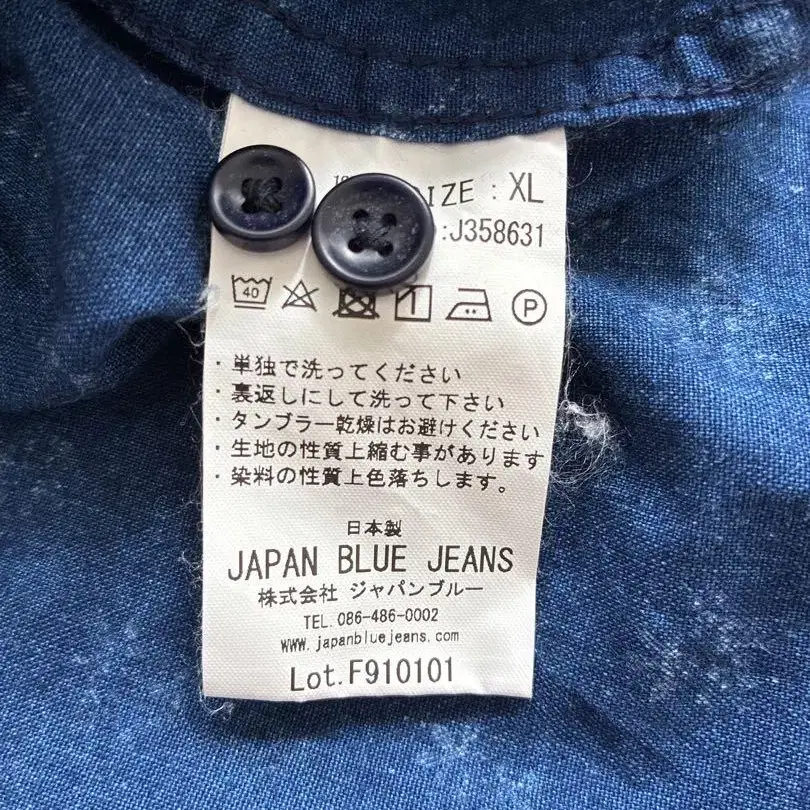 SIZE : XL
:J358631
40
P
・単独で洗ってください
・裏返しにして洗って下さい
・タンブラー乾燥はお避けください
・生地の性質上縮む事があります
・染料の性質上色落ちします。
日本製
JAPAN BLUE JEANS
株式会社 ジャパンブルー
TEL. 086-486-0002
www.japanbluejeans.com
Lot.F910101